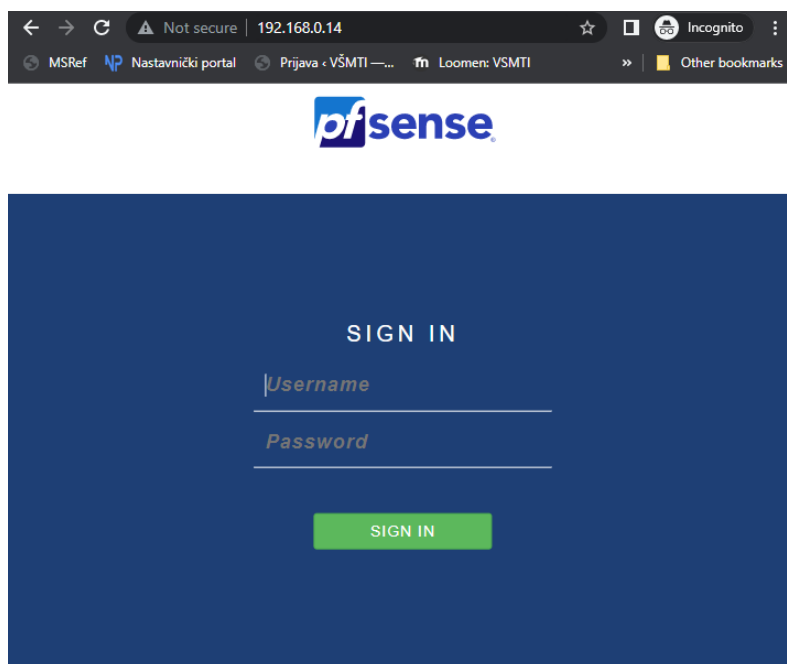 Not secure 192.168.0.14 Incognito
MSRef Nastavnički portal Prijava ‹ VŠMTI —... Loomen: VSMTI » Other bookmarks
pfsense
SIGN IN
Username
Password
SIGN IN